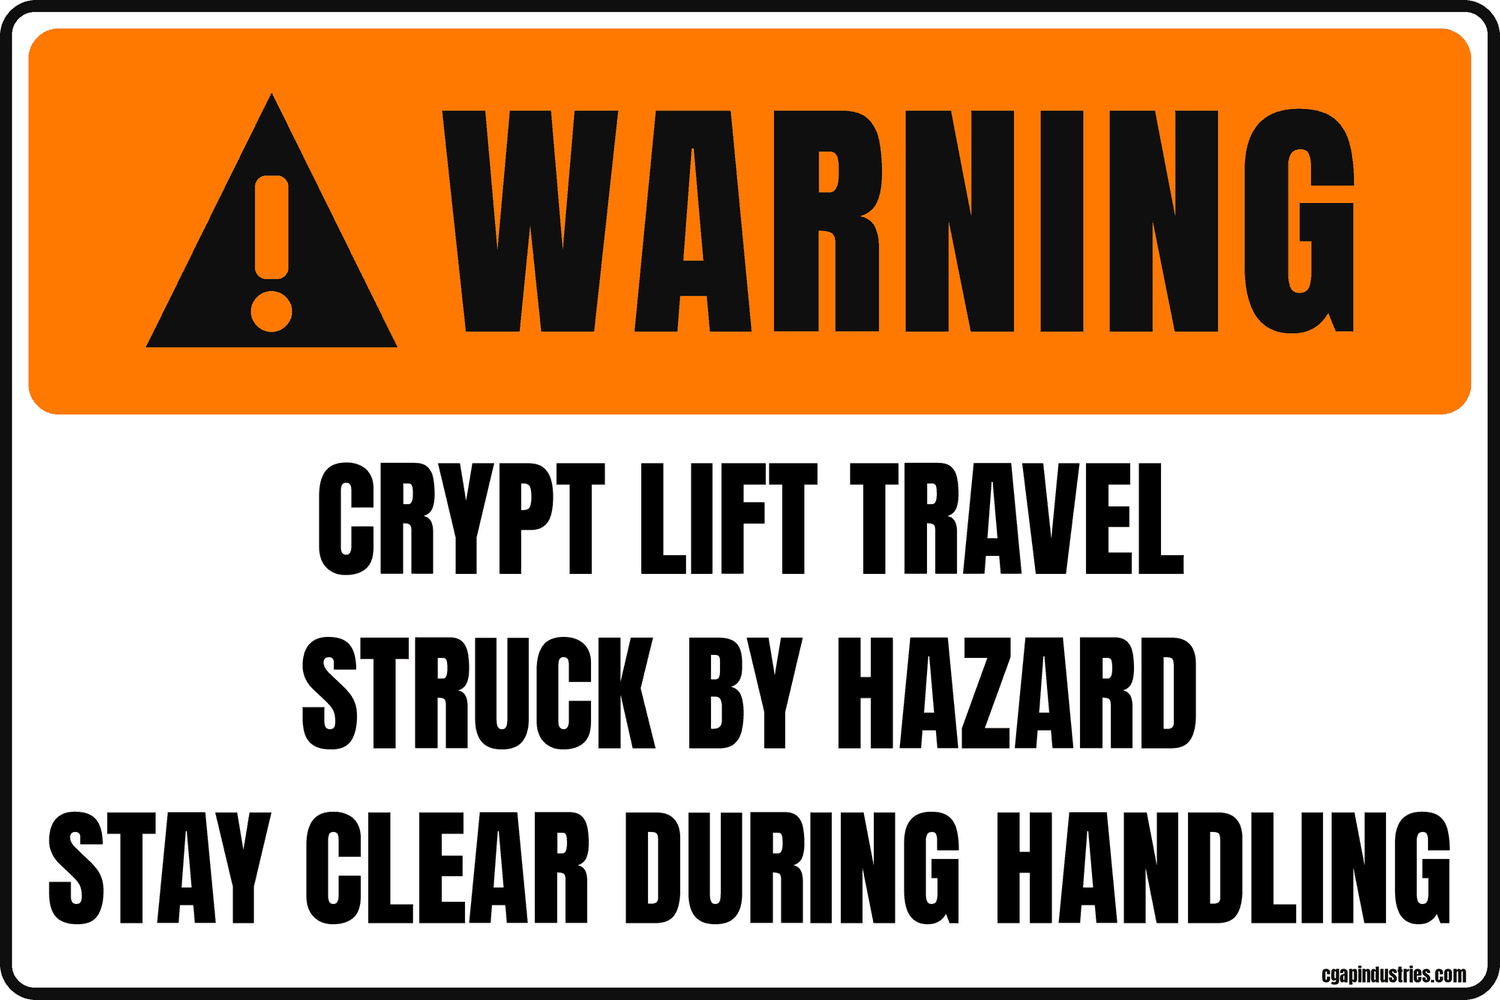 WARNING
CRYPT LIFT TRAVEL
STRUCK BY HAZARD
STAY CLEAR DURING HANDLING
cgapindustries.com